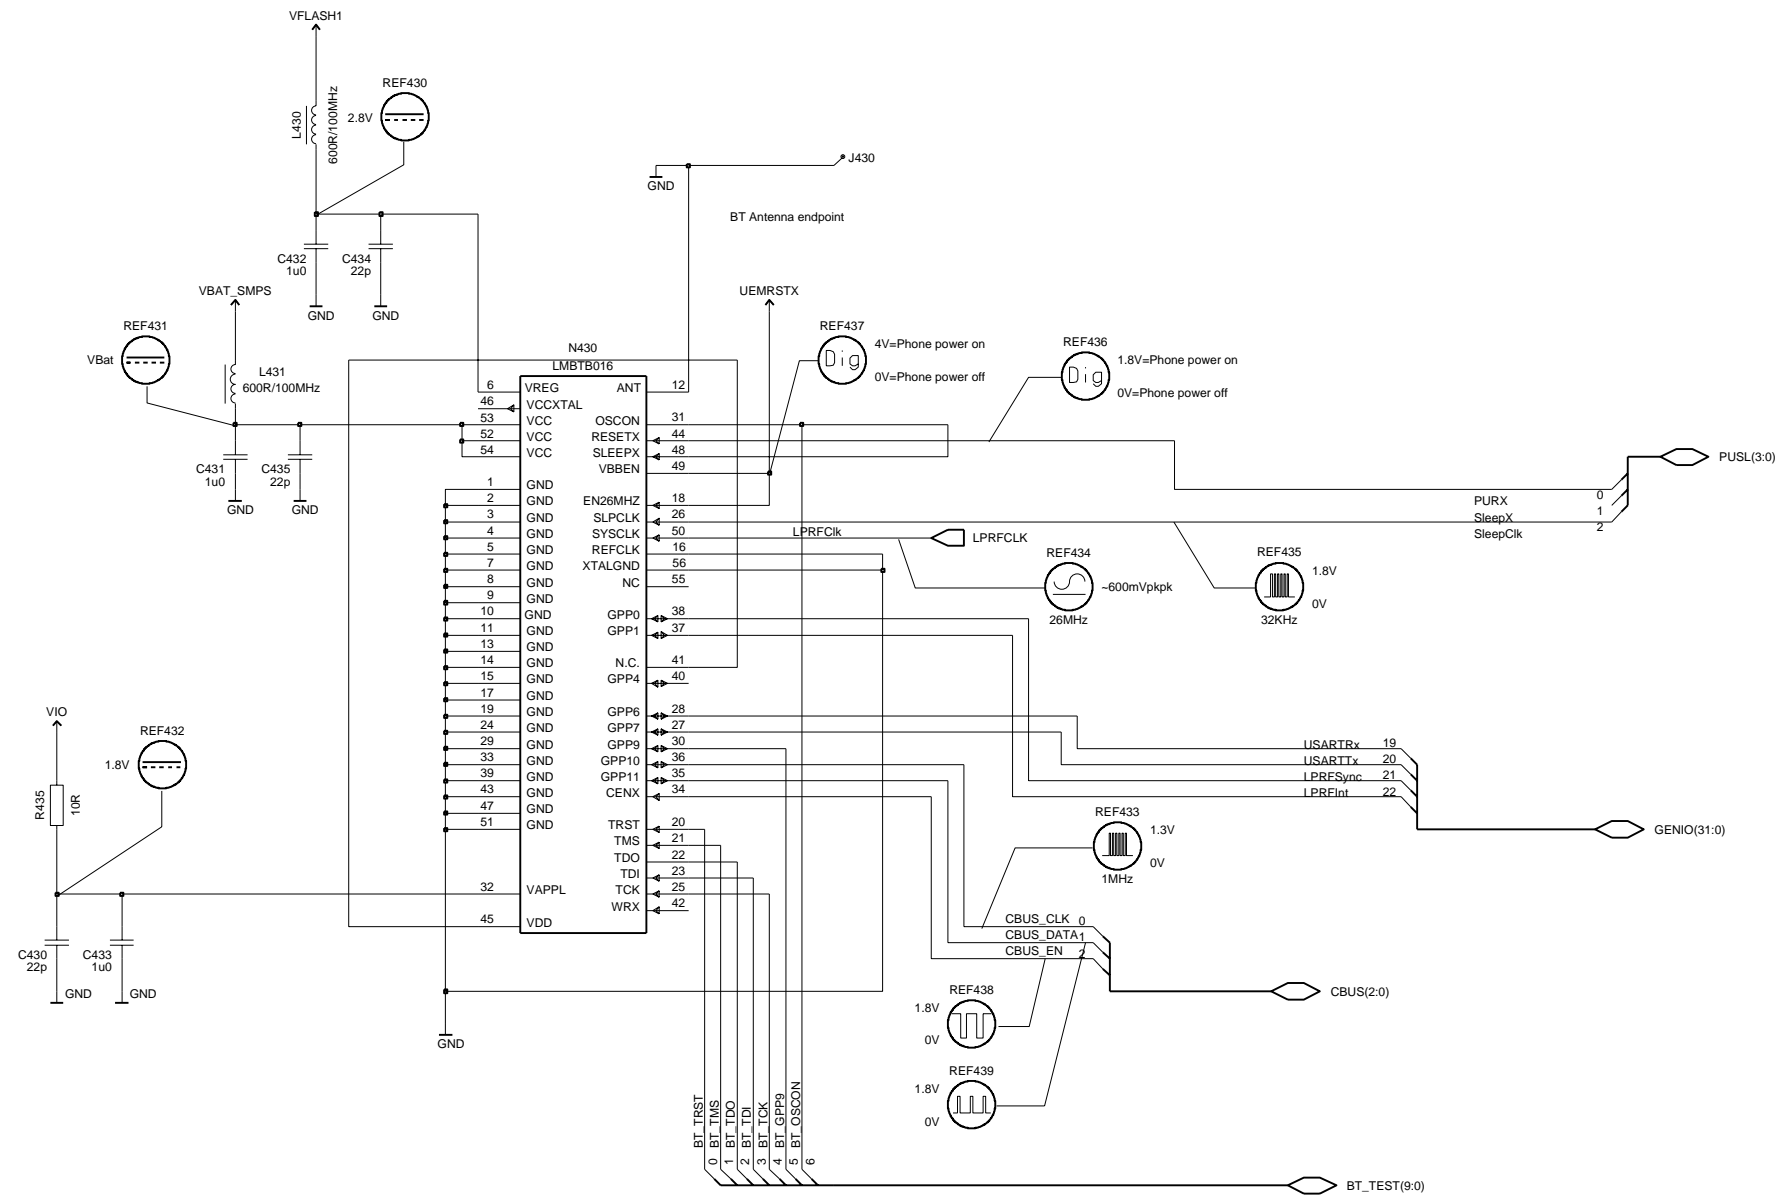 VFLASH1
REF430
L430
600R/100MHz
2.8V
J430
GND
BT Antenna endpoint
C432
1u0
C434
22p
VBAT_SMPS
UEMRSTX
GND
GND
REF431
REF437
VBat
4V=Phone power on
Dig
0V=Phone power off
REF436
1.8V=Phone power on
Dig
0V=Phone power off
N430
LMBTB016
L431
600R/100MHz
6 VREG
46 VCCXTAL
53 VCC
52 VCC
54 VCC
1 GND
2 GND
3 GND
4 GND
5 GND
7 GND
8 GND
9 GND
10 GND
11 GND
13 GND
14 GND
15 GND
17 GND
19 GND
24 GND
29 GND
33 GND
39 GND
43 GND
47 GND
51 GND
32 VAPPL
45 VDD
ANT 12
OSCON 31
RESETX 44
SLEEPX 48
VBBEN 49
EN26MHZ 18
SLPCLK 26
SYSCLK 50
REFCLK 16
XTALGND 56
NC 55
GPP0 38
GPP1 37
N.C. 41
GPP4 40
GPP6 28
GPP7 27
GPP9 30
GPP10 36
GPP11 35
CENX 34
TRST 20
TMS 21
TDO 22
TDI 23
TCK 25
WRX 42
C431
1u0
C435
22p
GND
GND
PUSL(3:0)
PURX 0
SleepX 1
SleepClk 2
LPRFClk
LPRFCLK
REF434
~600mVpkpk
26MHz
REF435
1.8V
0V
32KHz
VIO
REF432
1.8V
R435
10R
C430
22p
C433
1u0
GND
GND
USARTRx 19
USARTTx 20
LPRFSync 21
LPRFInt 22
GENIO(31:0)
REF433
1.3V
0V
1MHz
CBUS_CLK 0
CBUS_DATA 1
CBUS_EN 2
CBUS(2:0)
REF438
1.8V
0V
REF439
1.8V
0V
GND
BT_TRST 0
BT_TMS 1
BT_TDO 2
BT_TDI 3
BT_TCK 4
BT_GPP9 5
BT_OSCON 6
BT_TEST(9:0)